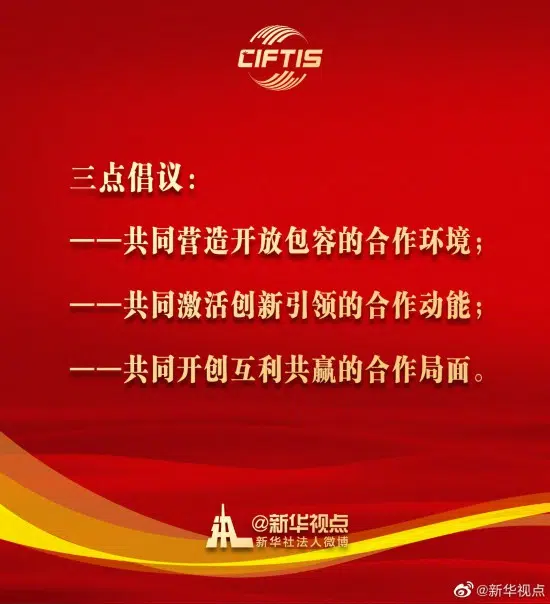 CIFTIS
三点倡议：
——共同营造开放包容的合作环境；
——共同激活创新引领的合作动能；
——共同开创互利共赢的合作局面。
@新华视点
新华社法人微博
@新华视点